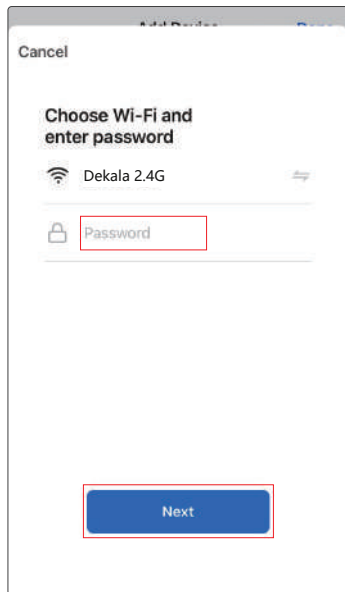 Cancel
Choose Wi-Fi and
enter password
Dekala 2.4G
Password
Next